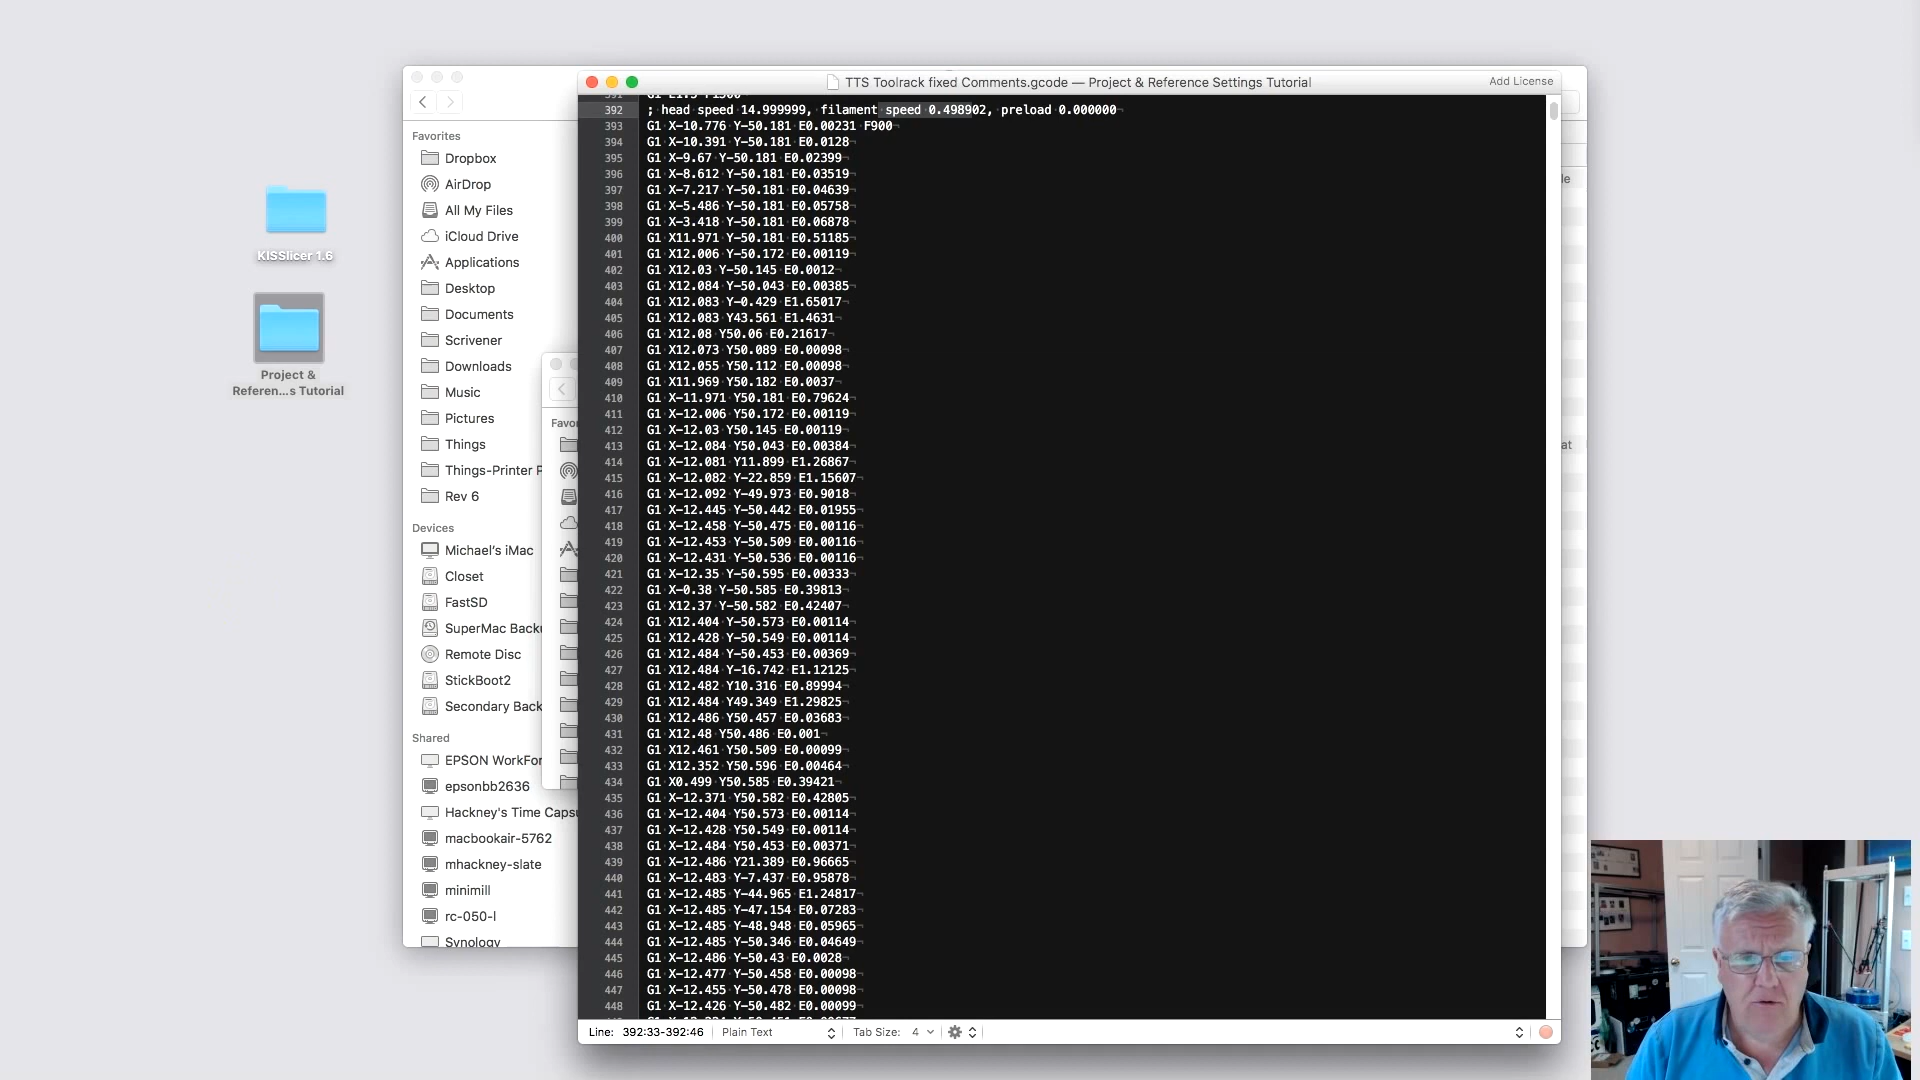 TTS Toolrack fixed Comments.gcode — Project & Reference Settings Tutorial
Add License
KISSlicer 1.6
Project &
Referen...s Tutorial
Favorites
Dropbox
AirDrop
All My Files
iCloud Drive
Applications
Desktop
Documents
Scrivener
Downloads
Music
Pictures
Things
Things-Printer
Rev 6
Devices
Michael's iMac
Closet
FastSD
SuperMac Back
Remote Disc
StickBoot2
Secondary Back
Shared
EPSON WorkFor
epsonbb2636
Hackney's Time Caps
macbookair-5762
mhackney-slate
minimill
rc-050-l
Synology
Favor
le
at
391 G1 E1.5 F1500
392 ; head speed 14.999999, filament speed 0.498902, preload 0.000000
393 G1 X-10.776 Y-50.181 E0.00231 F900
394 G1 X-10.391 Y-50.181 E0.0128
395 G1 X-9.67 Y-50.181 E0.02399
396 G1 X-8.612 Y-50.181 E0.03519
397 G1 X-7.217 Y-50.181 E0.04639
398 G1 X-5.486 Y-50.181 E0.05758
399 G1 X-3.418 Y-50.181 E0.06878
400 G1 X11.971 Y-50.181 E0.51185
401 G1 X12.006 Y-50.172 E0.00119
402 G1 X12.03 Y-50.145 E0.0012
403 G1 X12.084 Y-50.043 E0.00385
404 G1 X12.083 Y-0.429 E1.65017
405 G1 X12.083 Y43.561 E1.4631
406 G1 X12.08 Y50.06 E0.21617
407 G1 X12.073 Y50.089 E0.00098
408 G1 X12.055 Y50.112 E0.00098
409 G1 X11.969 Y50.182 E0.0037
410 G1 X-11.971 Y50.181 E0.79624
411 G1 X-12.006 Y50.172 E0.00119
412 G1 X-12.03 Y50.145 E0.00119
413 G1 X-12.084 Y50.043 E0.00384
414 G1 X-12.081 Y11.899 E1.26867
415 G1 X-12.082 Y-22.859 E1.15607
416 G1 X-12.092 Y-49.973 E0.9018
417 G1 X-12.445 Y-50.442 E0.01955
418 G1 X-12.458 Y-50.475 E0.00116
419 G1 X-12.453 Y-50.509 E0.00116
420 G1 X-12.431 Y-50.536 E0.00116
421 G1 X-12.35 Y-50.595 E0.00333
422 G1 X-0.38 Y-50.585 E0.39813
423 G1 X12.37 Y-50.582 E0.42407
424 G1 X12.404 Y-50.573 E0.00114
425 G1 X12.428 Y-50.549 E0.00114
426 G1 X12.484 Y-50.453 E0.00369
427 G1 X12.484 Y-16.742 E1.12125
428 G1 X12.482 Y10.316 E0.89994
429 G1 X12.484 Y49.349 E1.29825
430 G1 X12.486 Y50.457 E0.03683
431 G1 X12.48 Y50.486 E0.001
432 G1 X12.461 Y50.509 E0.00099
433 G1 X12.352 Y50.596 E0.00464
434 G1 X0.499 Y50.585 E0.39421
435 G1 X-12.371 Y50.582 E0.42805
436 G1 X-12.404 Y50.573 E0.00114
437 G1 X-12.428 Y50.549 E0.00114
438 G1 X-12.484 Y50.453 E0.00371
439 G1 X-12.486 Y21.389 E0.96665
440 G1 X-12.483 Y-7.437 E0.95878
441 G1 X-12.485 Y-44.965 E1.24817
442 G1 X-12.485 Y-47.154 E0.07283
443 G1 X-12.485 Y-48.948 E0.05965
444 G1 X-12.485 Y-50.346 E0.04649
445 G1 X-12.486 Y-50.43 E0.0028
446 G1 X-12.477 Y-50.458 E0.00098
447 G1 X-12.455 Y-50.478 E0.00098
448 G1 X-12.426 Y-50.482 E0.00099
Line: 392:33-392:46 Plain Text Tab Size: 4